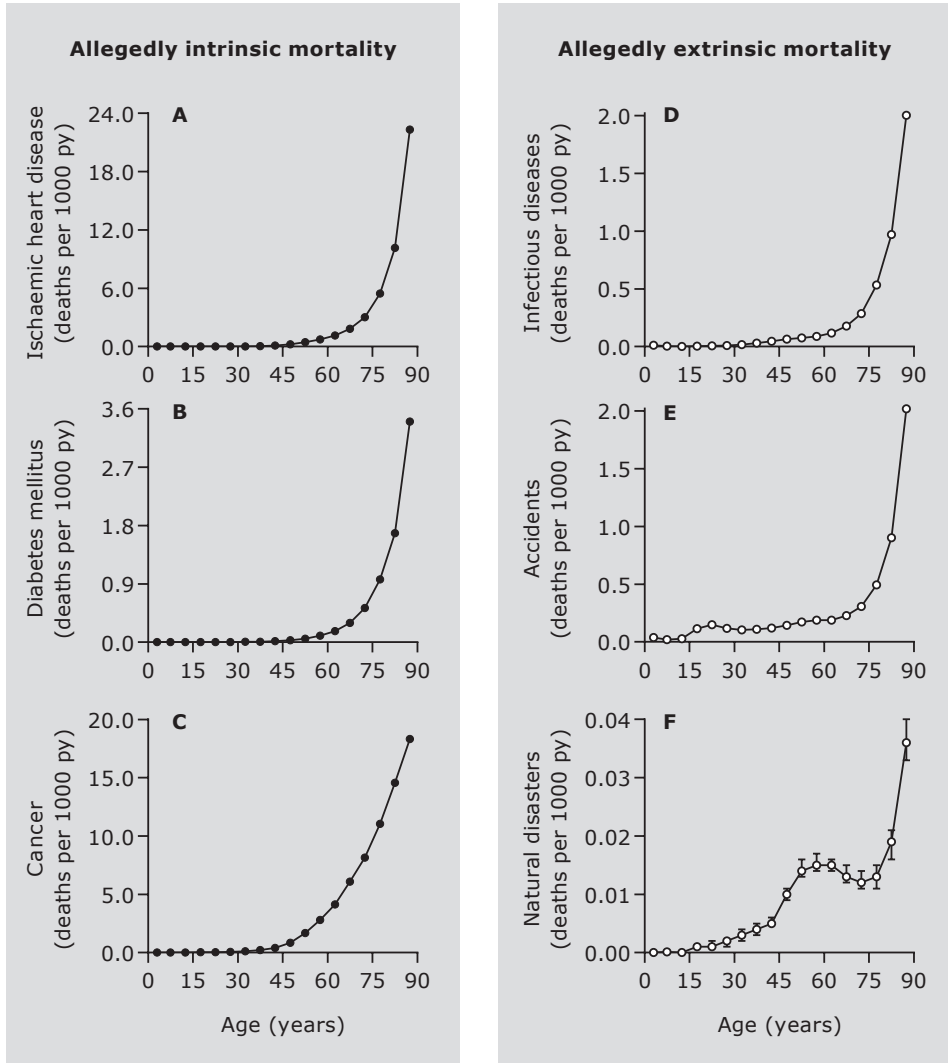 Allegedly intrinsic mortality
A
Ischaemic heart disease
(deaths per 1000 py)
24.0
18.0
12.0
6.0
0.0
0 15 30 45 60 75 90
B
Diabetes mellitus
(deaths per 1000 py)
3.6
2.7
1.8
0.9
0.0
0 15 30 45 60 75 90
C
Cancer
(deaths per 1000 py)
20.0
15.0
10.0
5.0
0.0
0 15 30 45 60 75 90
Age (years)
Allegedly extrinsic mortality
D
Infectious diseases
(deaths per 1000 py)
2.0
1.5
1.0
0.5
0.0
0 15 30 45 60 75 90
E
Accidents
(deaths per 1000 py)
2.0
1.5
1.0
0.5
0.0
0 15 30 45 60 75 90
F
Natural disasters
(deaths per 1000 py)
0.04
0.03
0.02
0.01
0.00
0 15 30 45 60 75 90
Age (years)